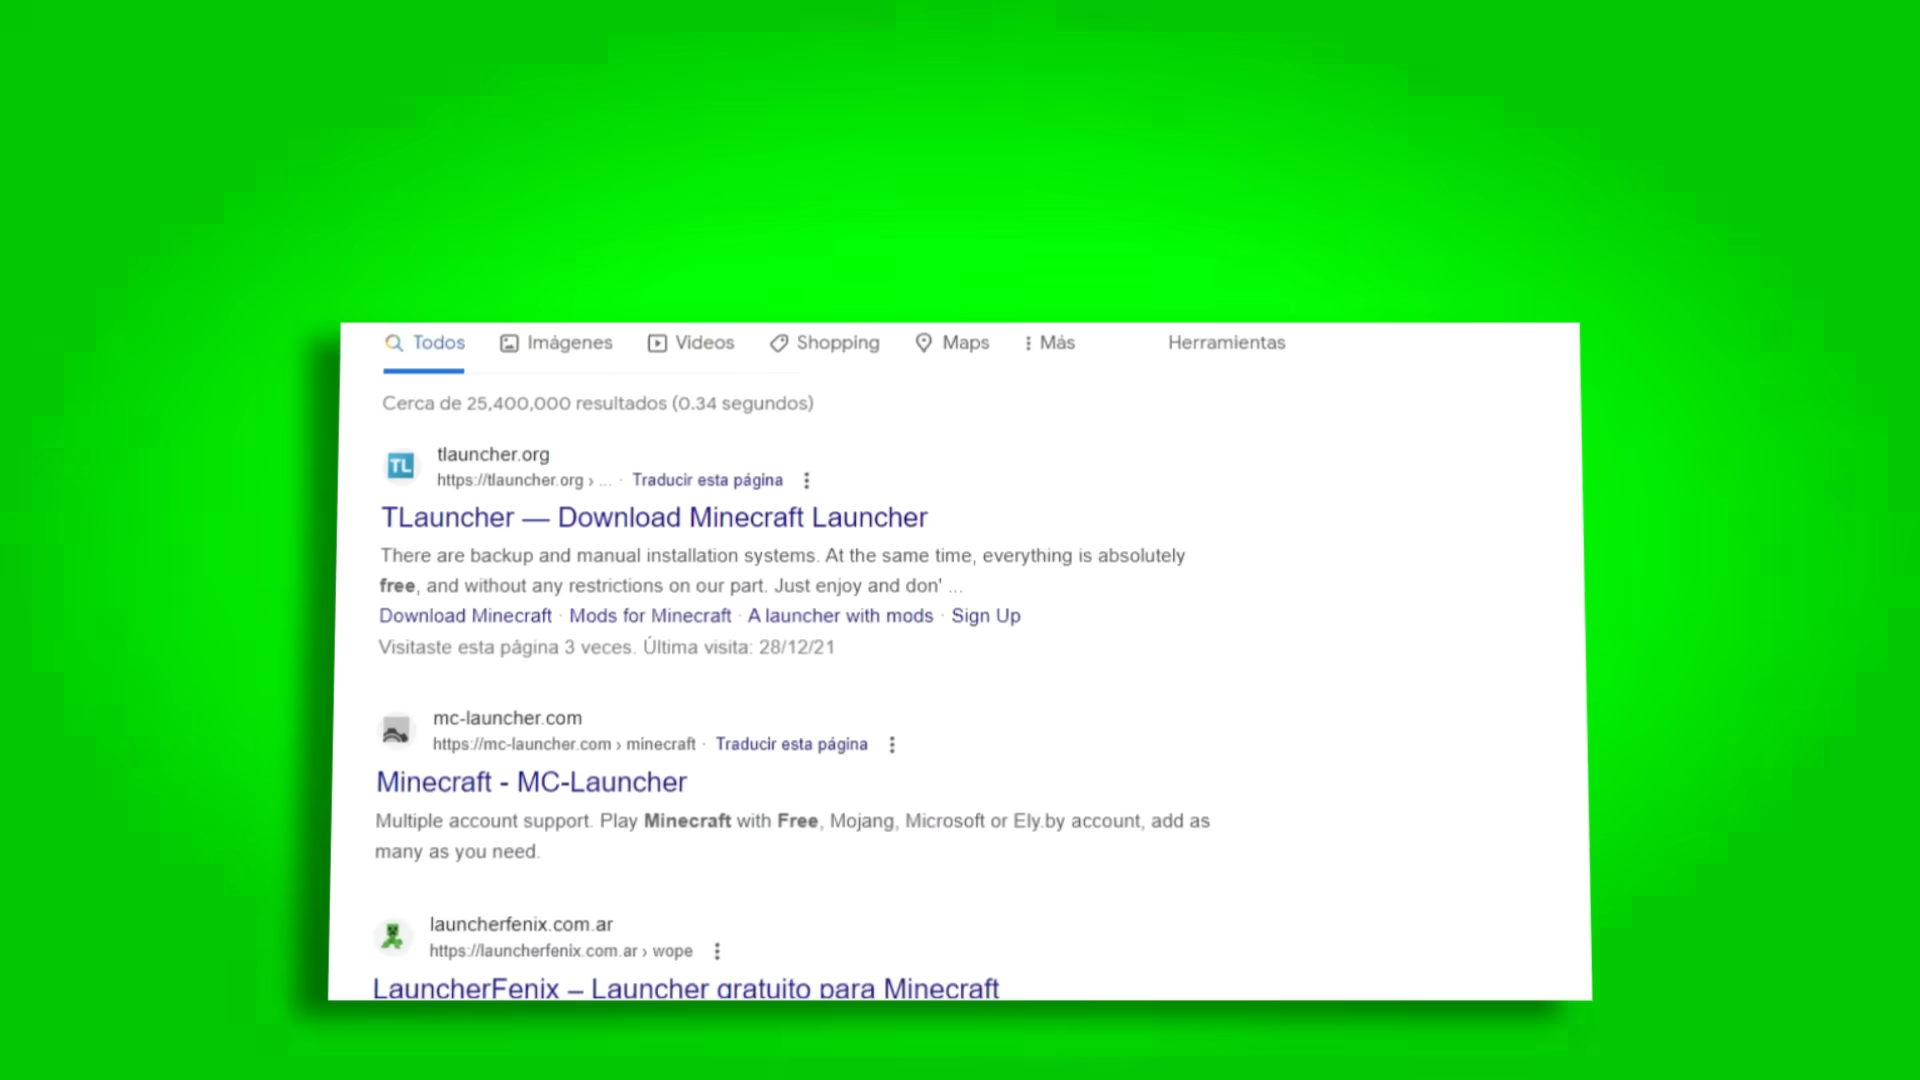 Todos Imágenes Videos Shopping Maps Más Herramientas
Cerca de 25,400,000 resultados (0.34 segundos)
TL
tlauncher.org
https://tlauncher.org › ... · Traducir esta página
TLauncher — Download Minecraft Launcher
There are backup and manual installation systems. At the same time, everything is absolutely
free, and without any restrictions on our part. Just enjoy and don' ...
Download Minecraft · Mods for Minecraft · A launcher with mods · Sign Up
Visitaste esta página 3 veces. Última visita: 28/12/21
mc-launcher.com
https://mc-launcher.com › minecraft · Traducir esta página
Minecraft - MC-Launcher
Multiple account support. Play Minecraft with Free, Mojang, Microsoft or Ely.by account, add as
many as you need.
launcherfenix.com.ar
https://launcherfenix.com.ar › wope
LauncherFenix – Launcher gratuito para Minecraft